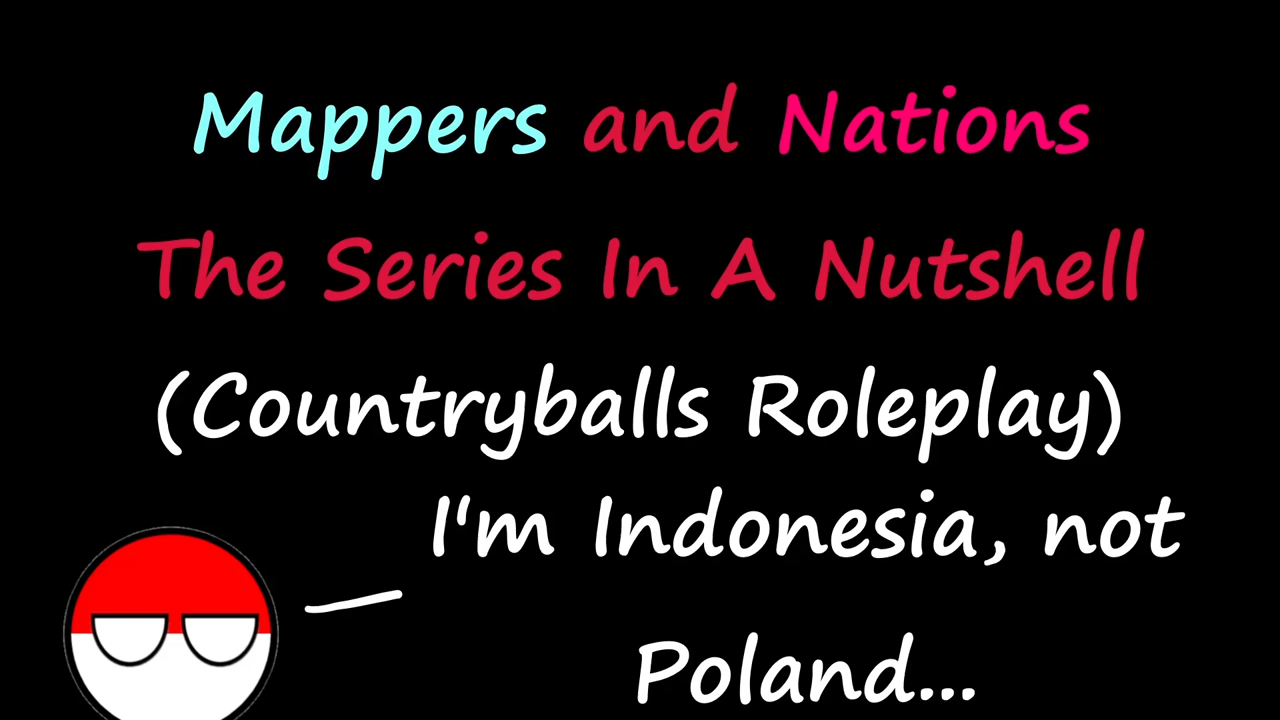 Mappers and Nations
The Series In A Nutshell
(Countryballs Roleplay)
I'm Indonesia, not
Poland...